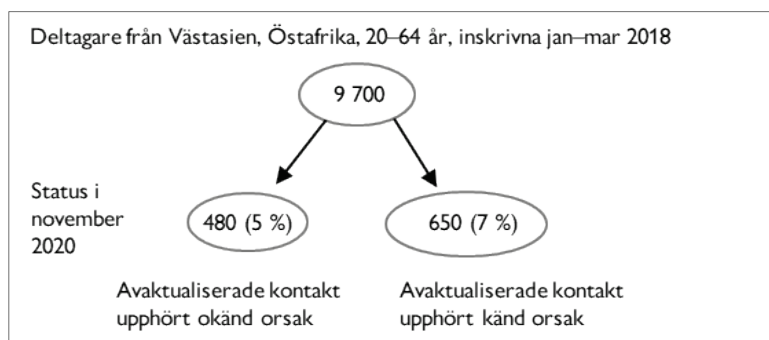 Deltagare från Västasien, Östafrika, 20–64 år, inskrivna jan–mar 2018
9 700
Status i
november
2020
480 (5 %)
650 (7 %)
Avaktualiserade kontakt
upphört okänd orsak
Avaktualiserade kontakt
upphört känd orsak